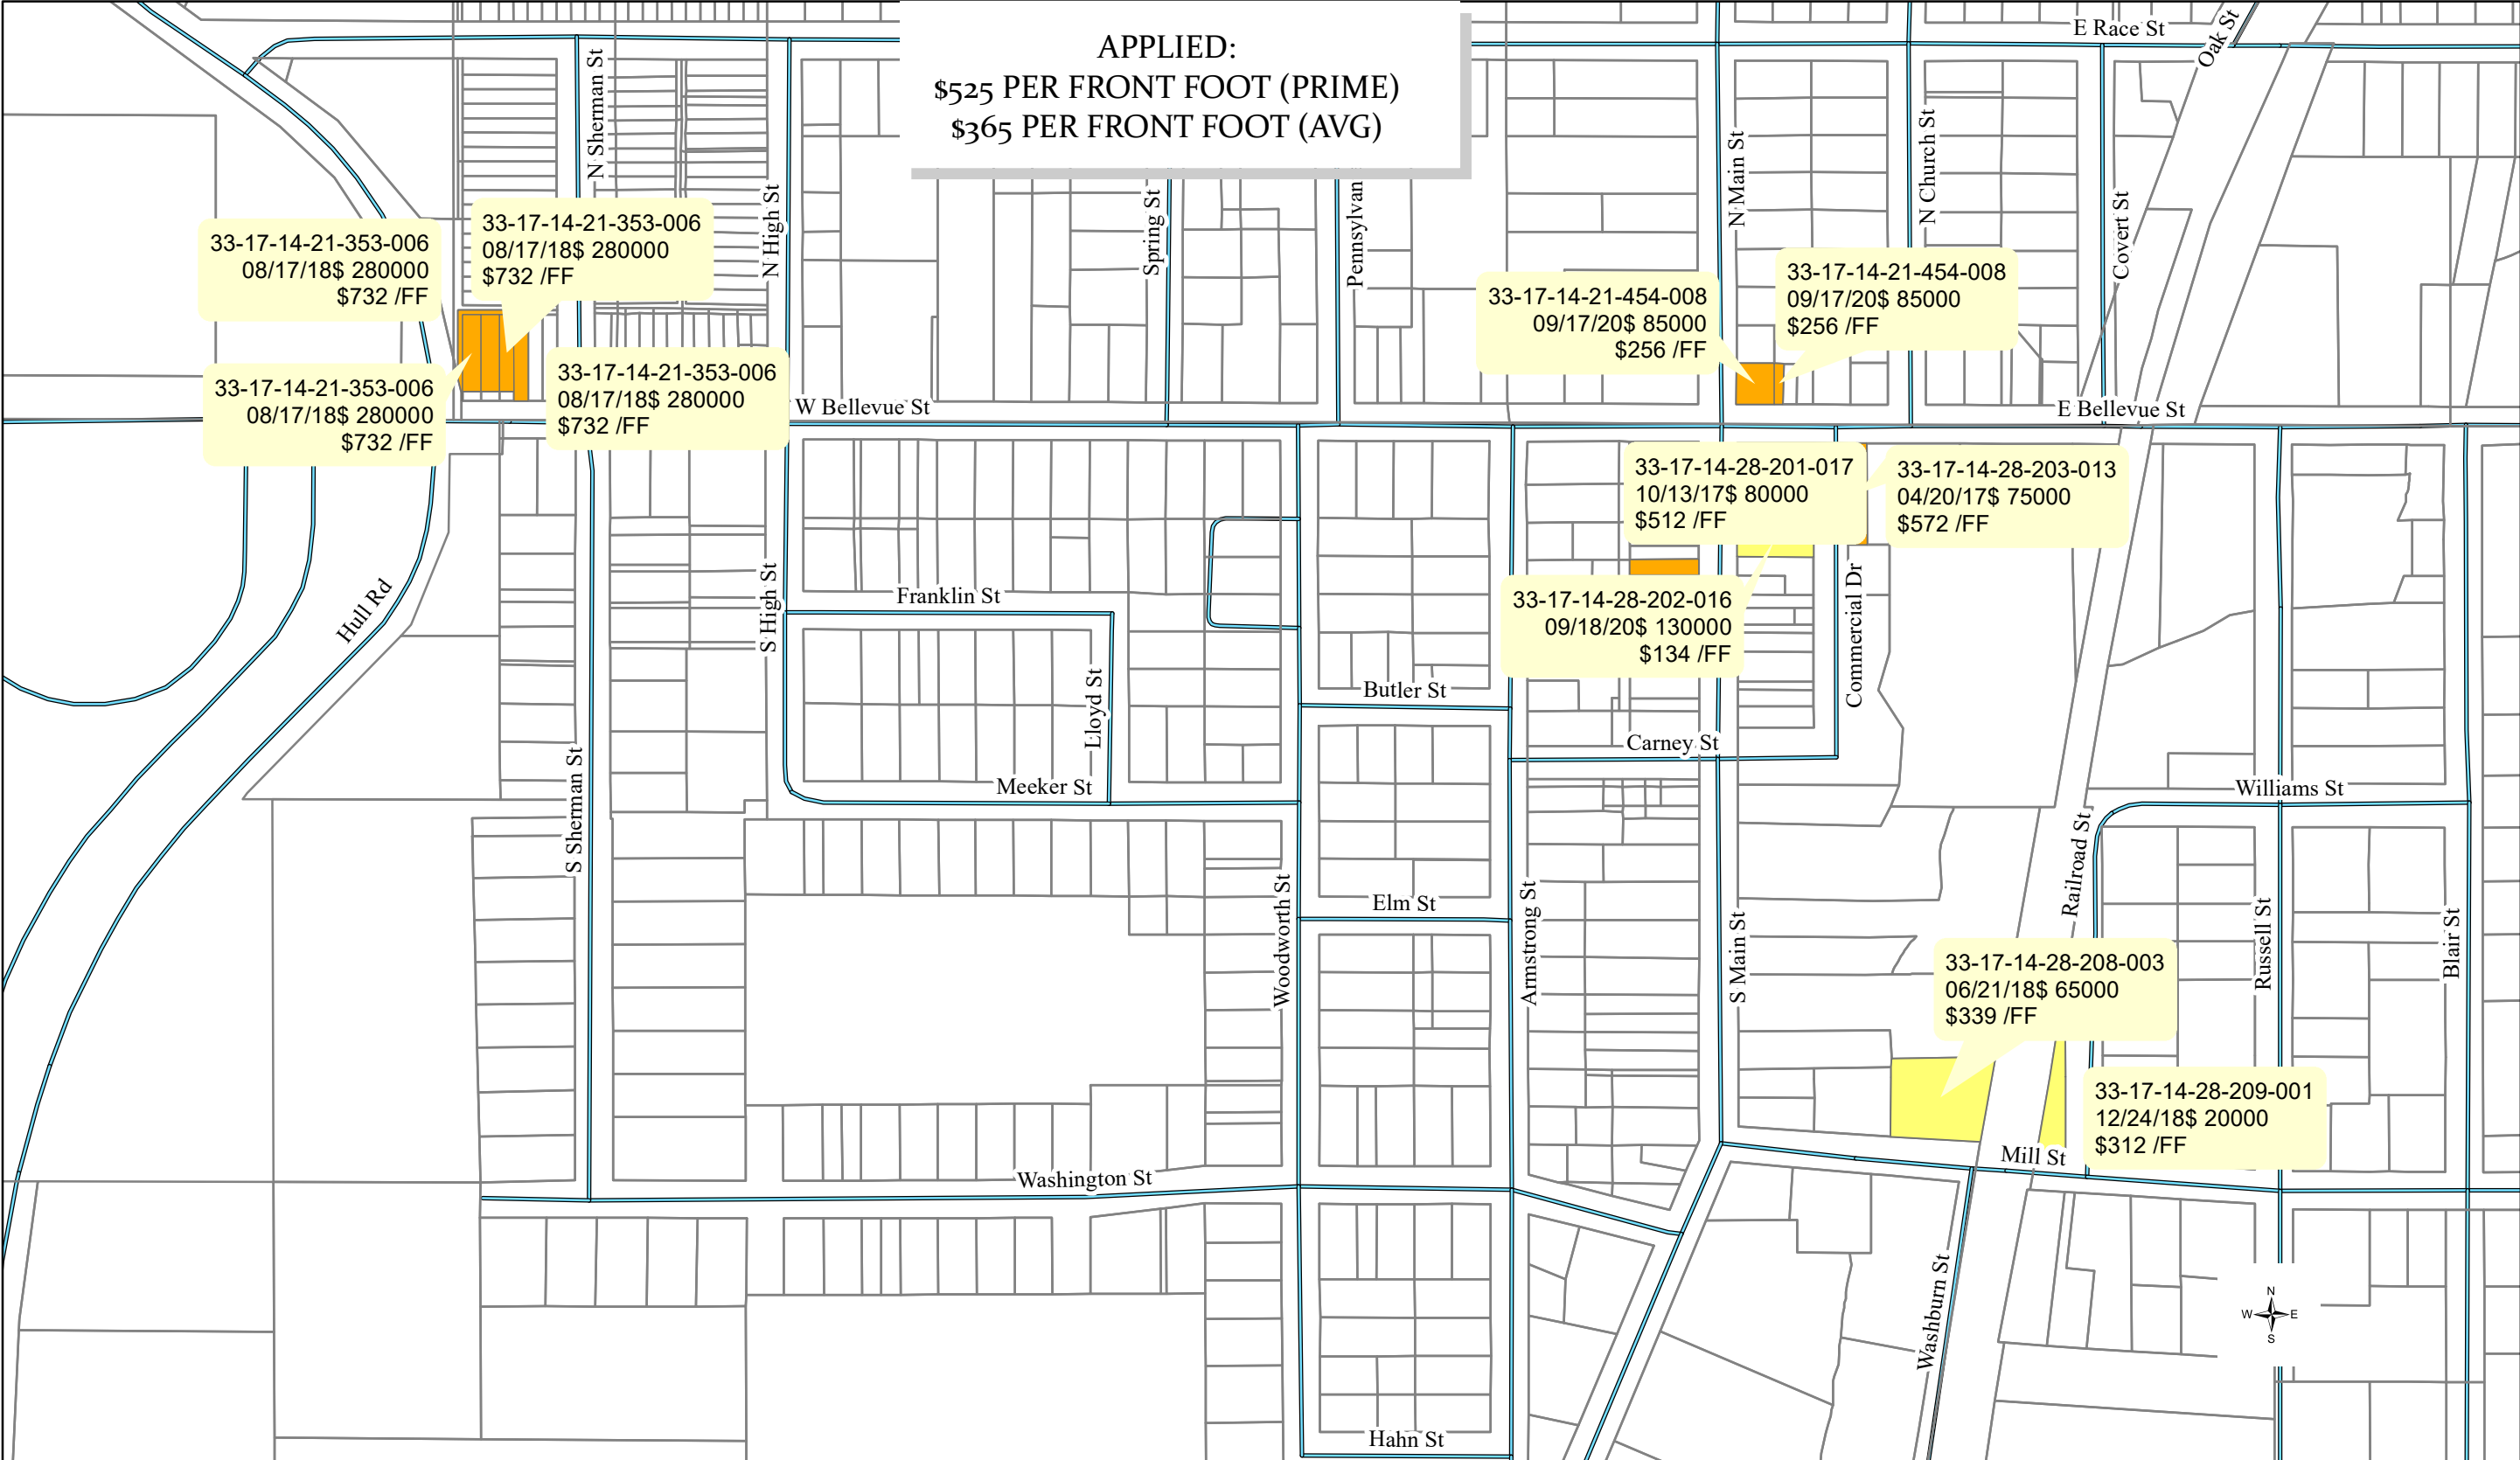 APPLIED:
$525 PER FRONT FOOT (PRIME)
$365 PER FRONT FOOT (AVG)
E Race St
Oak St
N Sherman St
N High St
Spring St
Pennsylvan
N Main St
N Church St
Covert St
33-17-14-21-353-006
08/17/18$ 280000
$732 /FF
33-17-14-21-353-006
08/17/18$ 280000
$732 /FF
33-17-14-21-353-006
08/17/18$ 280000
$732 /FF
33-17-14-21-353-006
08/17/18$ 280000
$732 /FF
33-17-14-21-454-008
09/17/20$ 85000
$256 /FF
33-17-14-21-454-008
09/17/20$ 85000
$256 /FF
W Bellevue St
E Bellevue St
33-17-14-28-201-017
10/13/17$ 80000
$512 /FF
33-17-14-28-203-013
04/20/17$ 75000
$572 /FF
33-17-14-28-202-016
09/18/20$ 130000
$134 /FF
Hull Rd
Franklin St
S High St
Lloyd St
Butler St
Commercial Dr
Carney St
Meeker St
Williams St
S Sherman St
Railroad St
Woodworth St
Elm St
Armstrong St
S Main St
Russell St
Blair St
33-17-14-28-208-003
06/21/18$ 65000
$339 /FF
33-17-14-28-209-001
12/24/18$ 20000
$312 /FF
Mill St
Washington St
Washburn St
N
W E
S
Hahn St